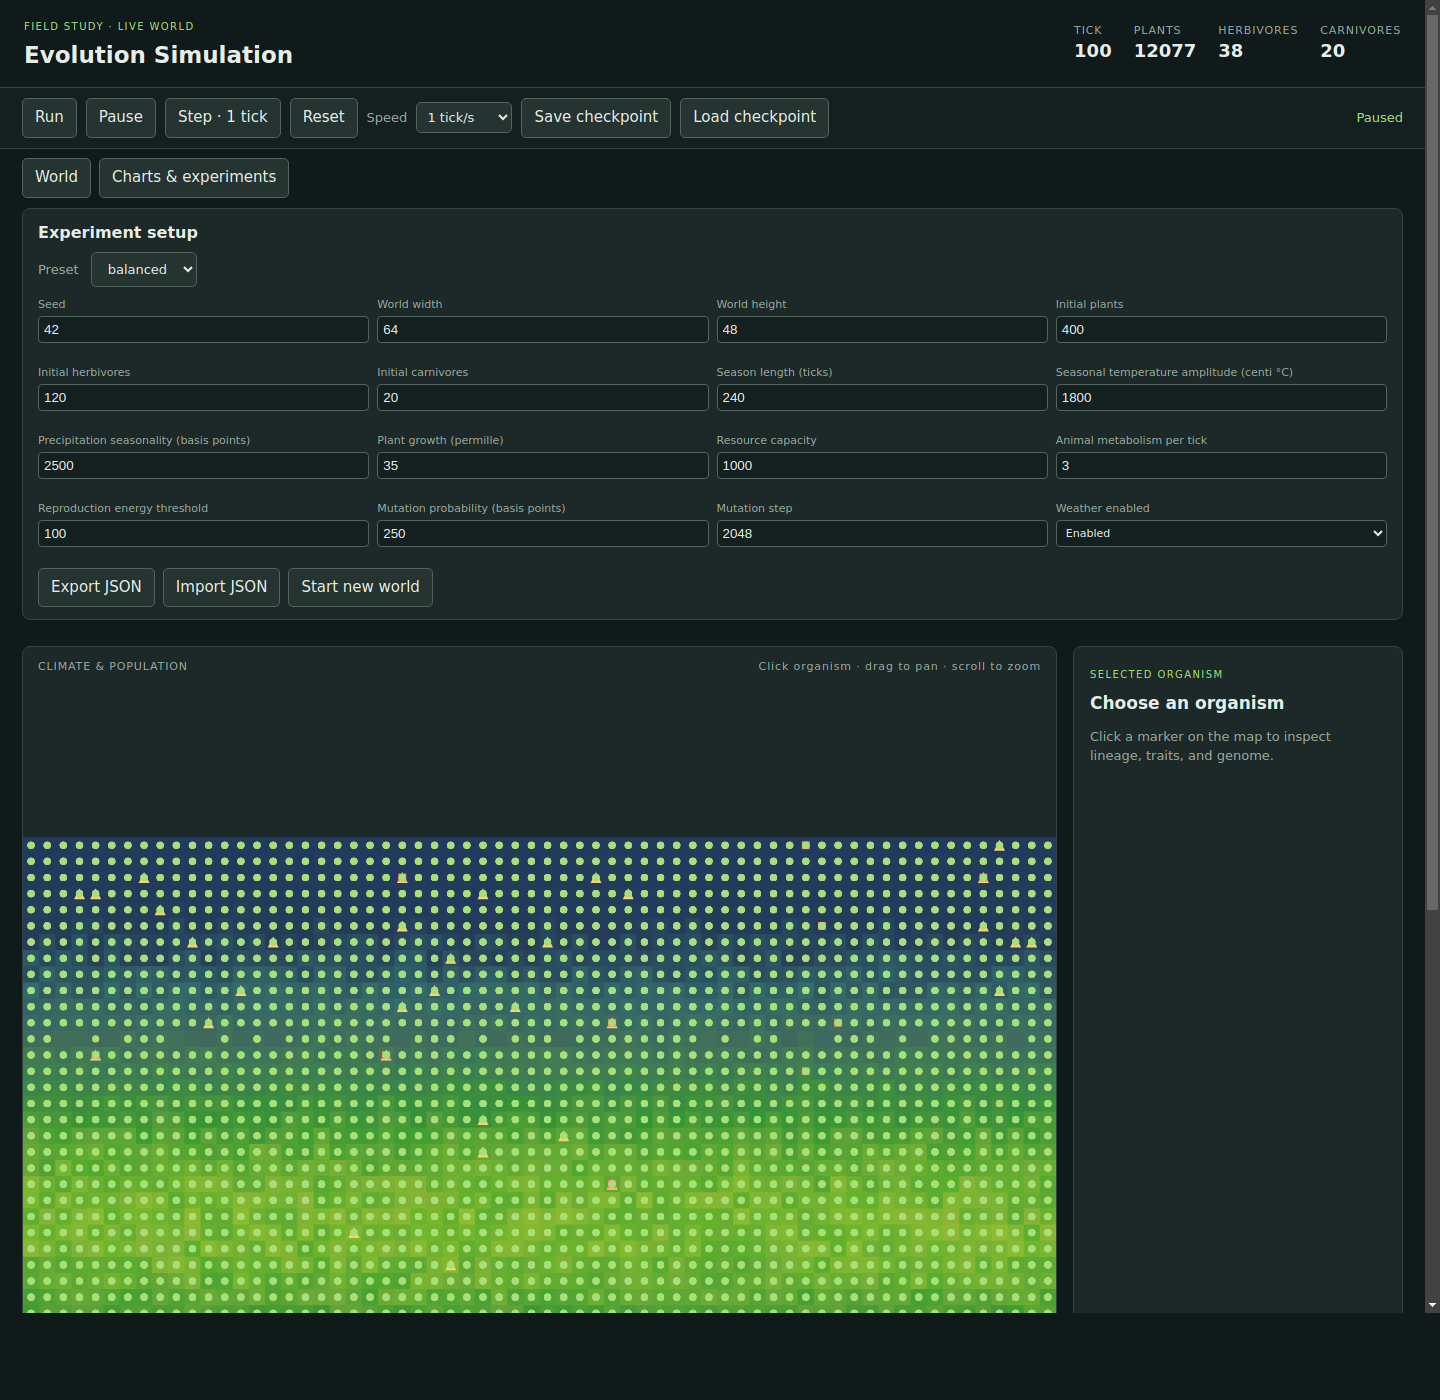 FIELD STUDY · LIVE WORLD
Evolution Simulation
TICK PLANTS HERBIVORES CARNIVORES
100 12077 38 20
Run Pause Step · 1 tick Reset Speed 1 tick/s Save checkpoint Load checkpoint Paused
World Charts & experiments
Experiment setup
Preset balanced
Seed World width World height Initial plants
42 64 48 400
Initial herbivores Initial carnivores Season length (ticks) Seasonal temperature amplitude (centi °C)
120 20 240 1800
Precipitation seasonality (basis points) Plant growth (permille) Resource capacity Animal metabolism per tick
2500 35 1000 3
Reproduction energy threshold Mutation probability (basis points) Mutation step Weather enabled
100 250 2048 Enabled
Export JSON Import JSON Start new world
CLIMATE & POPULATION Click organism · drag to pan · scroll to zoom
SELECTED ORGANISM
Choose an organism
Click a marker on the map to inspect
lineage, traits, and genome.